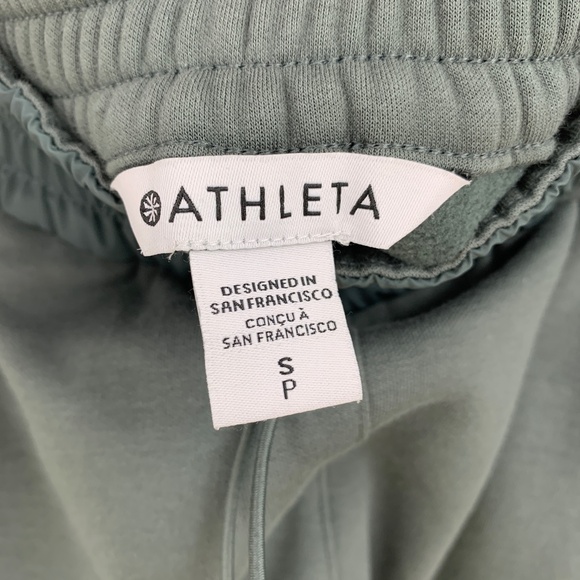 ATHLETA
DESIGNED IN
SAN FRANCISCO
CONÇU À
SAN FRANCISCO
S
P